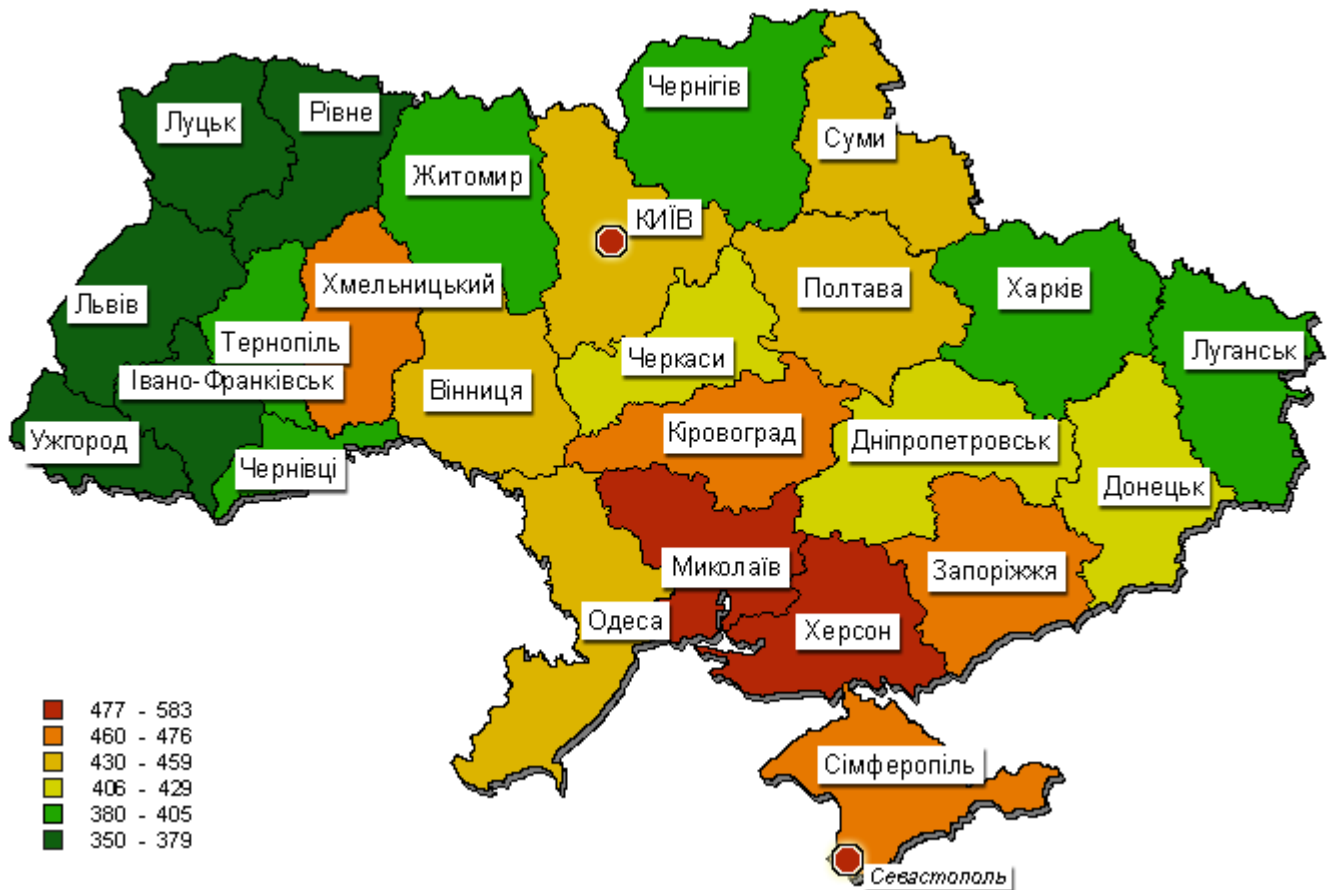 Чернігів
Луцьк
Рівне
Суми
Житомир
КИЇВ
Хмельницький
Львів
Полтава
Харків
Тернопіль
Черкаси
Луганськ
Івано-Франківськ
Вінниця
Ужгород
Кіровоград
Дніпропетровськ
Чернівці
Донецьк
Миколаїв
Запоріжжя
Одеса
Херсон
477 - 583
460 - 476
430 - 459
406 - 429
380 - 405
350 - 379
Сімферопіль
Севастополь